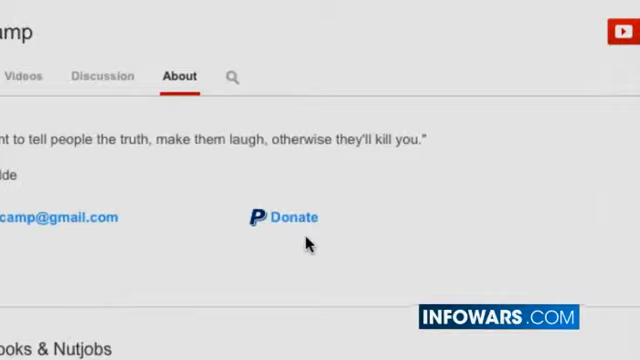 amp
Videos Discussion About
nt to tell people the truth, make them laugh, otherwise they'll kill you."
lde
camp@gmail.com Donate
INFOWARS.COM
ooks & Nutjobs